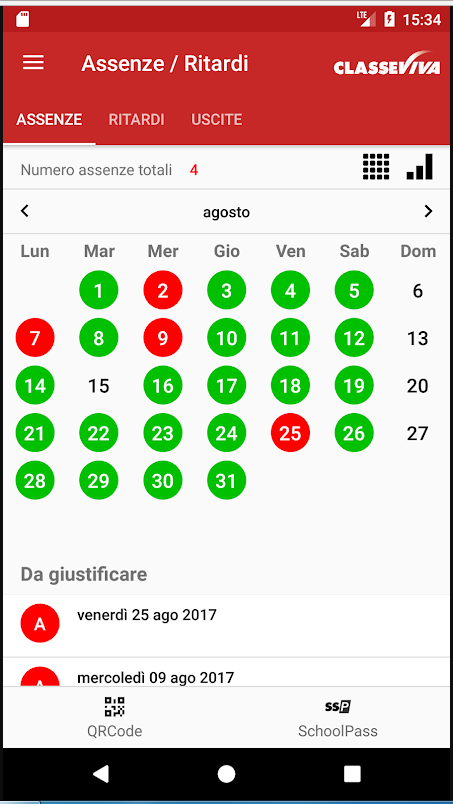 LTE 15:34
Assenze / Ritardi CLASSEVIVA
ASSENZE RITARDI USCITE
Numero assenze totali 4
agosto
Lun Mar Mer Gio Ven Sab Dom
1 2 3 4 5 6
7 8 9 10 11 12 13
14 15 16 17 18 19 20
21 22 23 24 25 26 27
28 29 30 31
Da giustificare
A venerdì 25 ago 2017
A mercoledì 09 ago 2017
SSP
QRCode SchoolPass